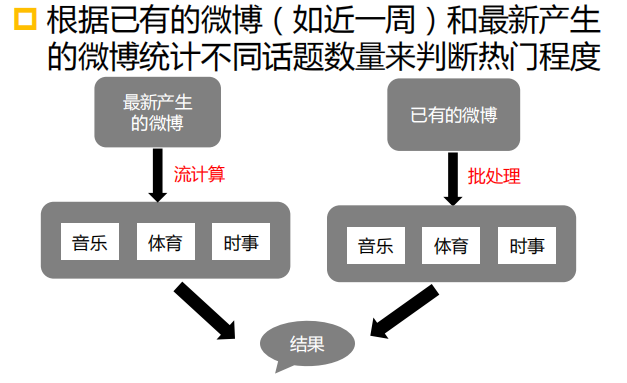 根据已有的微博（如近一周）和最新产生
的微博统计不同话题数量来判断热门程度
最新产生
的微博
已有的微博
流计算
批处理
音乐 体育 时事
音乐 体育 时事
结果